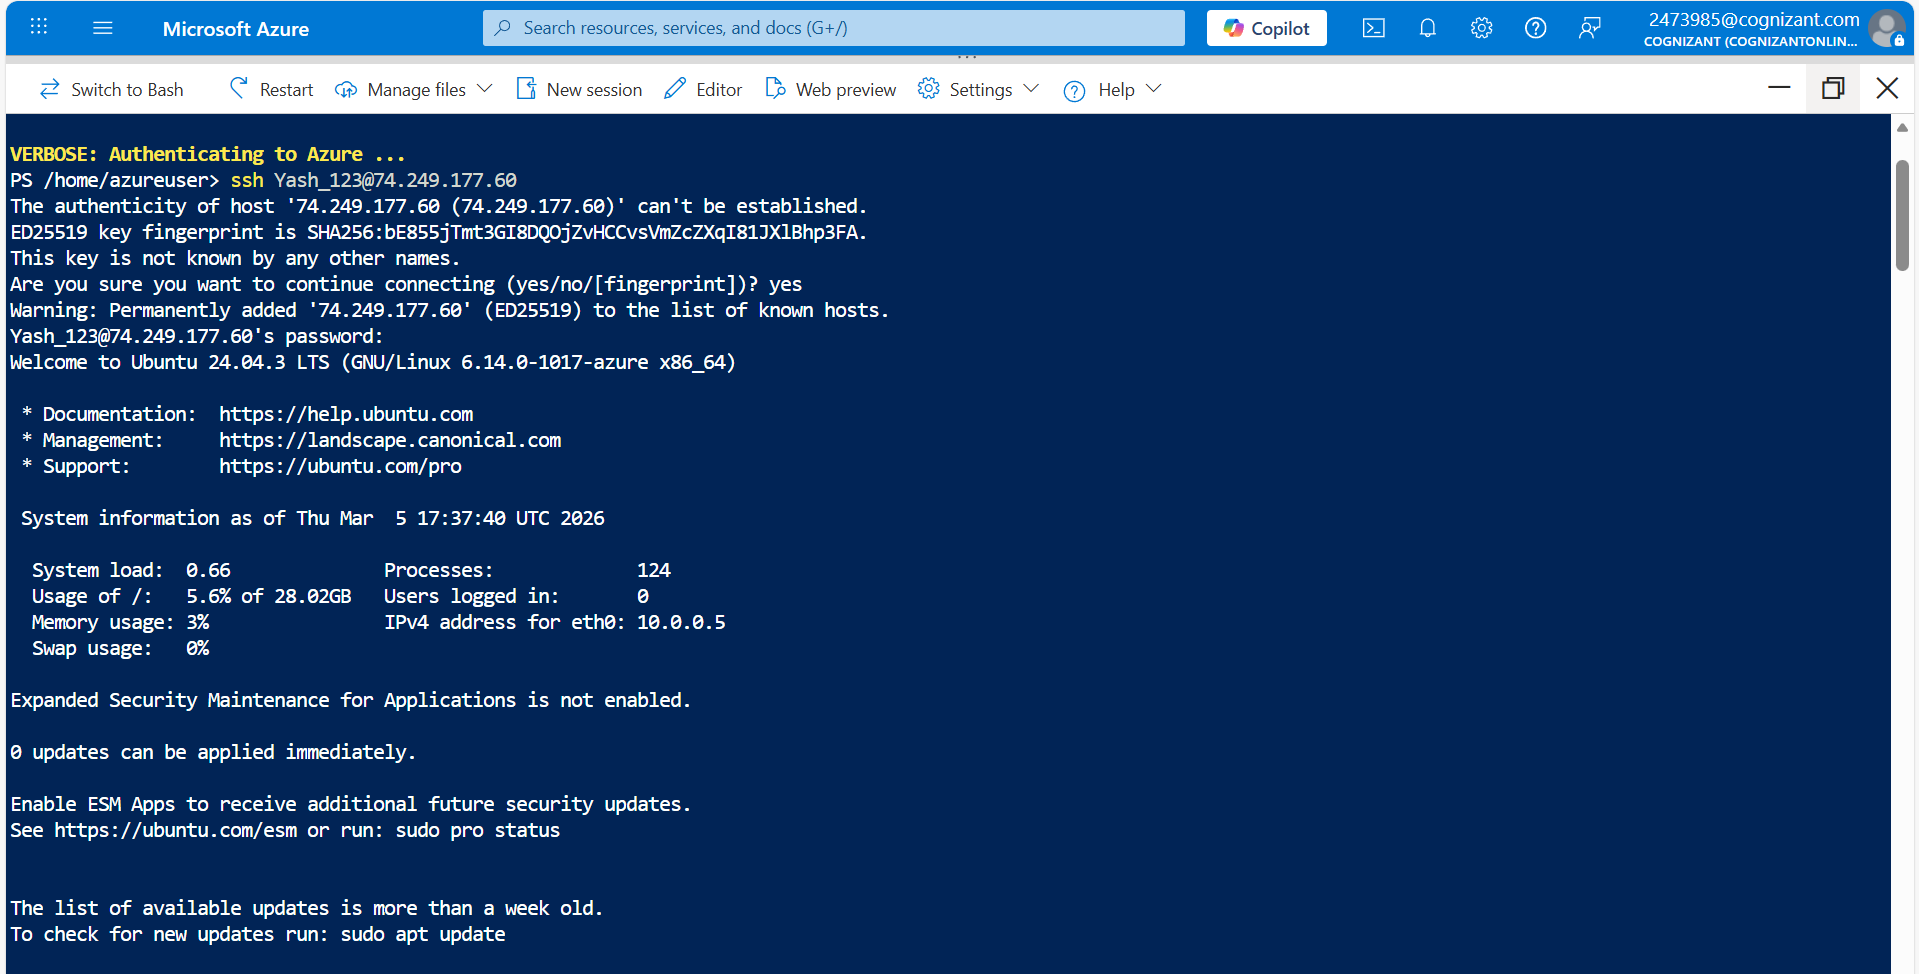 Microsoft Azure
Search resources, services, and docs (G+/)
Copilot
2473985@cognizant.com
COGNIZANT (COGNIZANTONLIN...
Switch to Bash
Restart
Manage files
New session
Editor
Web preview
Settings
Help
VERBOSE: Authenticating to Azure ...
PS /home/azureuser> ssh Yash_123@74.249.177.60
The authenticity of host '74.249.177.60 (74.249.177.60)' can't be established.
ED25519 key fingerprint is SHA256:bE855jTmt3GI8DQOjZvHCCvsVmZcZXqI81JXlBhp3FA.
This key is not known by any other names.
Are you sure you want to continue connecting (yes/no/[fingerprint])? yes
Warning: Permanently added '74.249.177.60' (ED25519) to the list of known hosts.
Yash_123@74.249.177.60's password:
Welcome to Ubuntu 24.04.3 LTS (GNU/Linux 6.14.0-1017-azure x86_64)
* Documentation:  https://help.ubuntu.com
* Management:     https://landscape.canonical.com
* Support:        https://ubuntu.com/pro
System information as of Thu Mar  5 17:37:40 UTC 2026
System load:  0.66              Processes:             124
Usage of /:   5.6% of 28.02GB   Users logged in:       0
Memory usage: 3%                IPv4 address for eth0: 10.0.0.5
Swap usage:   0%
Expanded Security Maintenance for Applications is not enabled.
0 updates can be applied immediately.
Enable ESM Apps to receive additional future security updates.
See https://ubuntu.com/esm or run: sudo pro status
The list of available updates is more than a week old.
To check for new updates run: sudo apt update